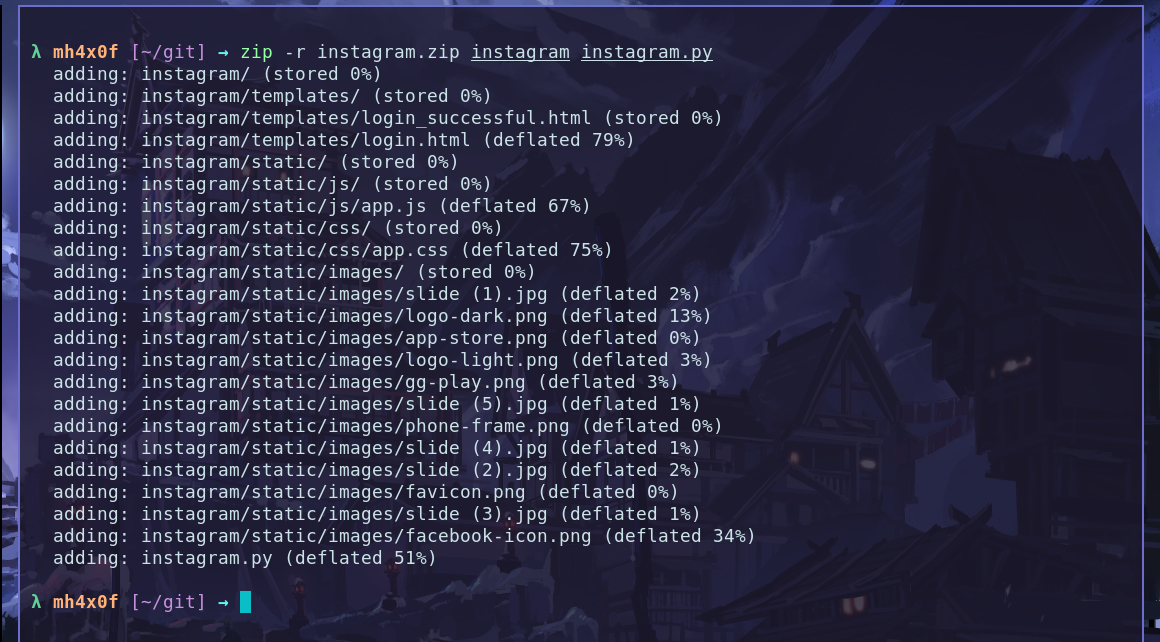 λ mh4x0f [~/git] → zip -r instagram.zip instagram instagram.py
adding: instagram/ (stored 0%)
adding: instagram/templates/ (stored 0%)
adding: instagram/templates/login_successful.html (stored 0%)
adding: instagram/templates/login.html (deflated 79%)
adding: instagram/static/ (stored 0%)
adding: instagram/static/js/ (stored 0%)
adding: instagram/static/js/app.js (deflated 67%)
adding: instagram/static/css/ (stored 0%)
adding: instagram/static/css/app.css (deflated 75%)
adding: instagram/static/images/ (stored 0%)
adding: instagram/static/images/slide (1).jpg (deflated 2%)
adding: instagram/static/images/logo-dark.png (deflated 13%)
adding: instagram/static/images/app-store.png (deflated 0%)
adding: instagram/static/images/logo-light.png (deflated 3%)
adding: instagram/static/images/gg-play.png (deflated 3%)
adding: instagram/static/images/slide (5).jpg (deflated 1%)
adding: instagram/static/images/phone-frame.png (deflated 0%)
adding: instagram/static/images/slide (4).jpg (deflated 1%)
adding: instagram/static/images/slide (2).jpg (deflated 2%)
adding: instagram/static/images/favicon.png (deflated 0%)
adding: instagram/static/images/slide (3).jpg (deflated 1%)
adding: instagram/static/images/facebook-icon.png (deflated 34%)
adding: instagram.py (deflated 51%)
λ mh4x0f [~/git] →